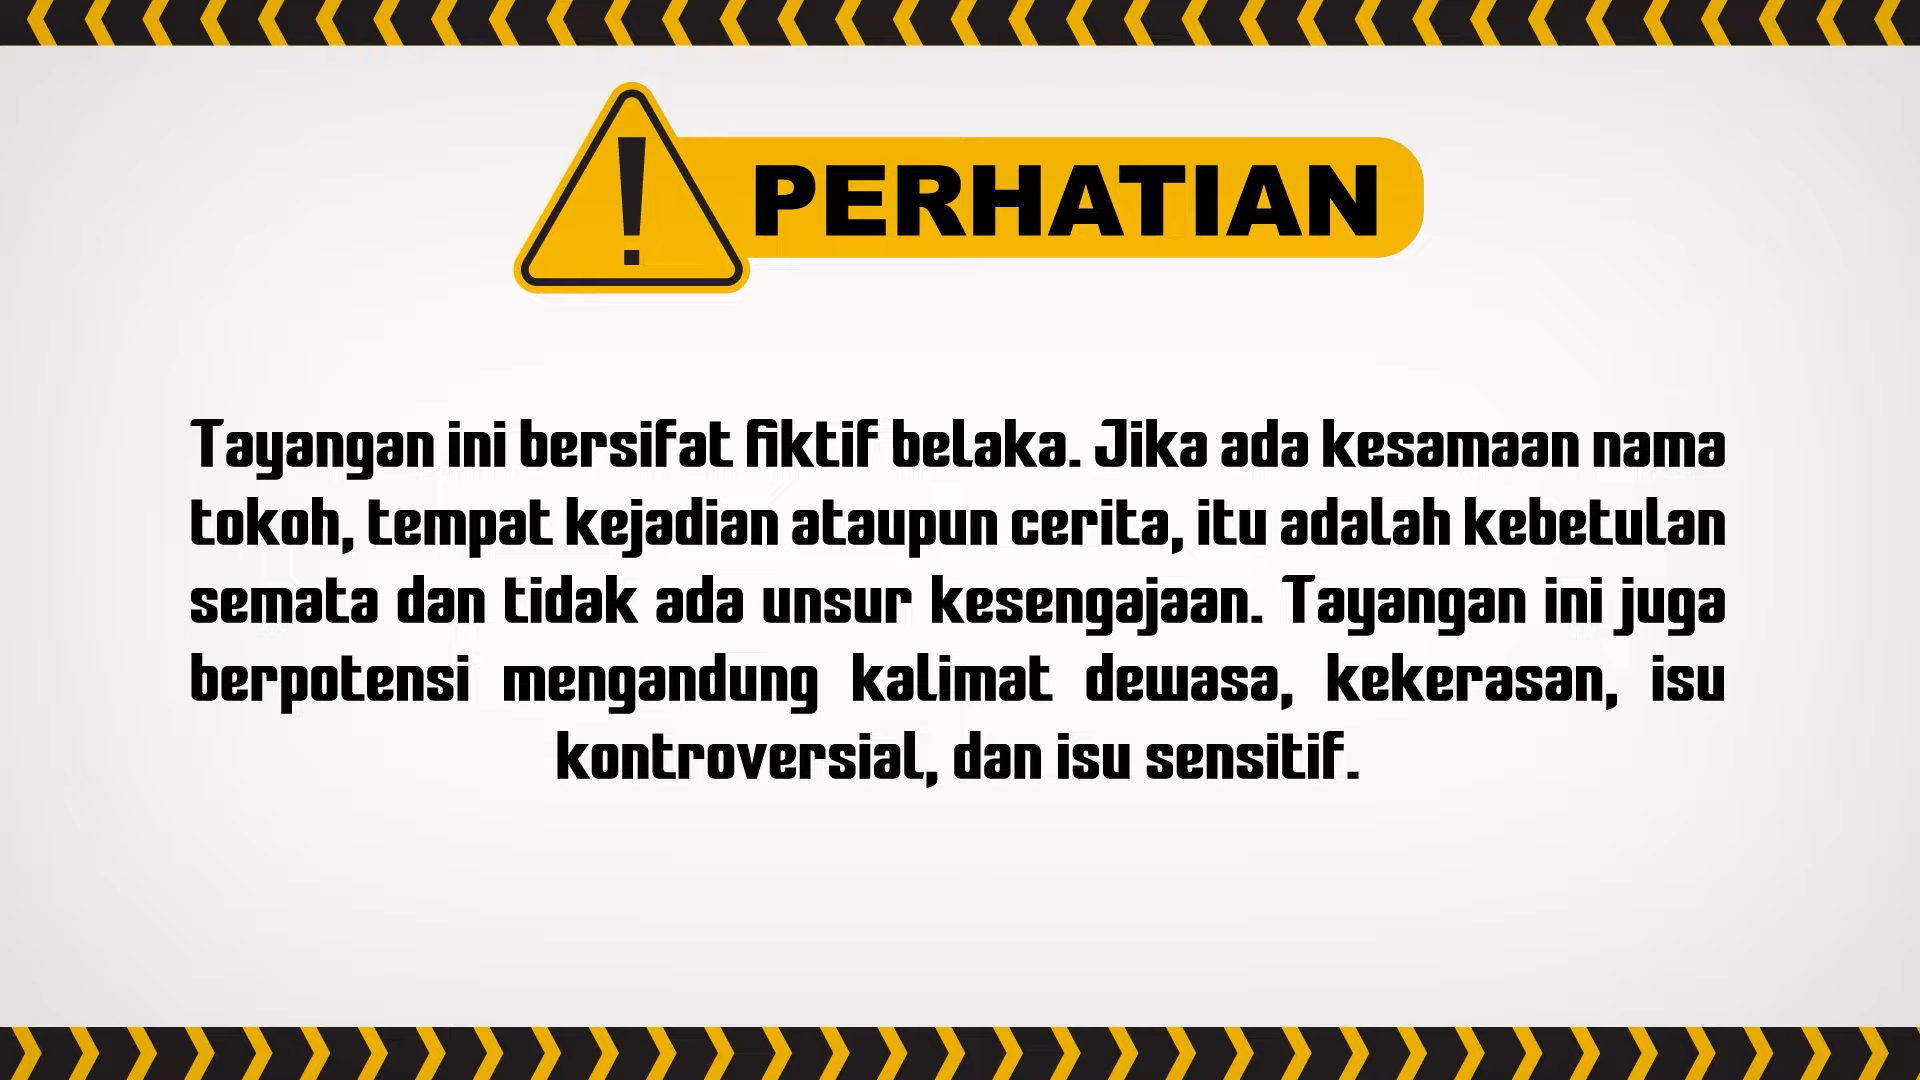 PERHATIAN
Tayangan ini bersifat fiktif belaka. Jika ada kesamaan nama
tokoh, tempat kejadian ataupun cerita, itu adalah kebetulan
semata dan tidak ada unsur kesengajaan. Tayangan ini juga
berpotensi mengandung kalimat dewasa, kekerasan, isu
kontroversial, dan isu sensitif.